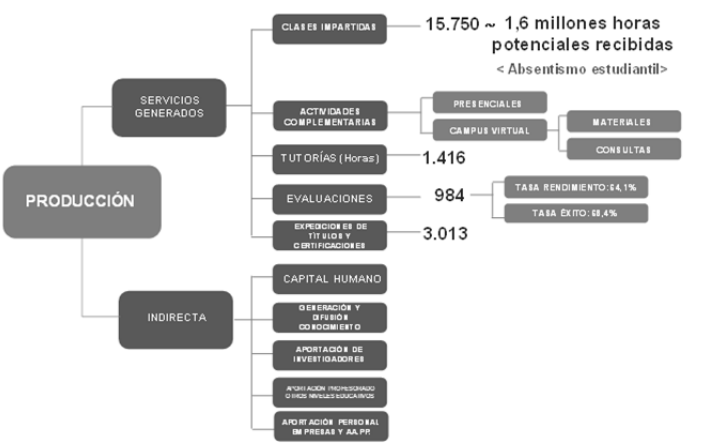 CLASES IMPARTIDAS
15.750 ~ 1,6 millones horas
potenciales recibidas
< Absentismo estudiantil>
SERVICIOS
GENERADOS
ACTIVIDADES
COMPLEMENTARIAS
PRESENCIALES
CAMPUS VIRTUAL
MATERIALES
CONSULTAS
TUTORÍAS (Horas)
1.416
PRODUCCIÓN
EVALUACIONES
984
TASA RENDIMIENTO: 64,1%
TASA ÉXITO: 68,4%
EXPEDICIONES DE
TÍTULOS Y
CERTIFICACIONES
3.013
CAPITAL HUMANO
INDIRECTA
GENERACIÓN Y
DIFUSIÓN
CONOCIMIENTO
APORTACIÓN DE
INVESTIGADORES
APORTACIÓN PROFESORADO
OTROS NIVELES EDUCATIVOS
APORTACIÓN PERSONAL
EMPRESAS Y AA.PP.